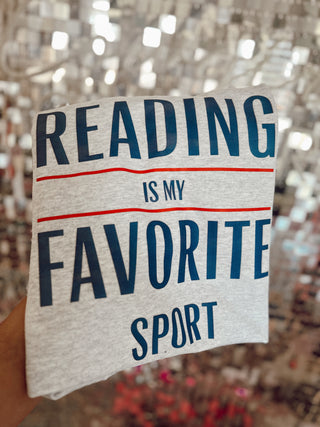 READING
IS MY
FAVORITE
SPORT